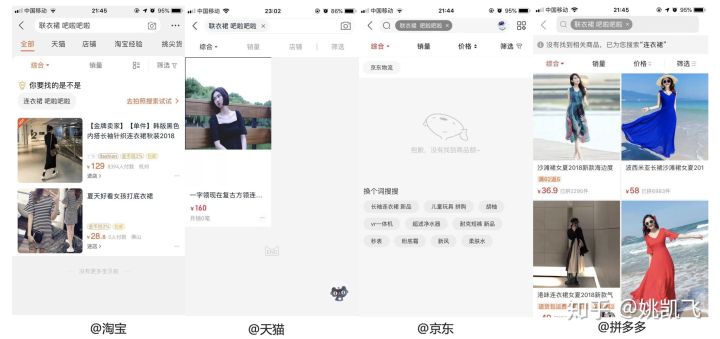 中国移动 21:45 95%
联衣裙 吧啦吧啦
全部 天猫 店铺 淘宝经验 挑尖货
综合 销量 筛选
你要找的是不是
连衣裙 吧啦吧啦 去拍照搜索试试
【金牌卖家】【单件】韩版黑色
内搭长袖针织连衣裙秋装2018
¥129
进店
夏天好看女孩打底衣裙
¥28.8
进店
没有更多宝贝啦
@淘宝
中国移动 23:02 86%
联衣裙 吧啦吧啦
综合 销量 店铺 筛选
一字领现在复古方领连...
¥160
月销0笔
END
@天猫
中国移动 21:44 95%
联衣裙 吧啦吧啦
综合 销量 价格 筛选
京东物流
抱歉，没有找到商品额~
换个词搜搜
长袖连衣裙 新品 儿童玩具 拼购 胡柚
vr一体机 超滤净水器 耐克短裤 新品
秒表 粉底霜 新风 柔肤水
@京东
中国移动 21:45 95%
联衣裙 吧啦吧啦
没有找到相关商品，已为您搜索“连衣裙”
综合 销量 价格 筛选
沙滩裙女夏2018新款海边度
¥36.9 已拼2290件
波西米亚长裙沙滩裙女夏201
¥58 已拼6983件
港味连衣裙女夏2018新款气
知乎 @姚凯飞
@拼多多